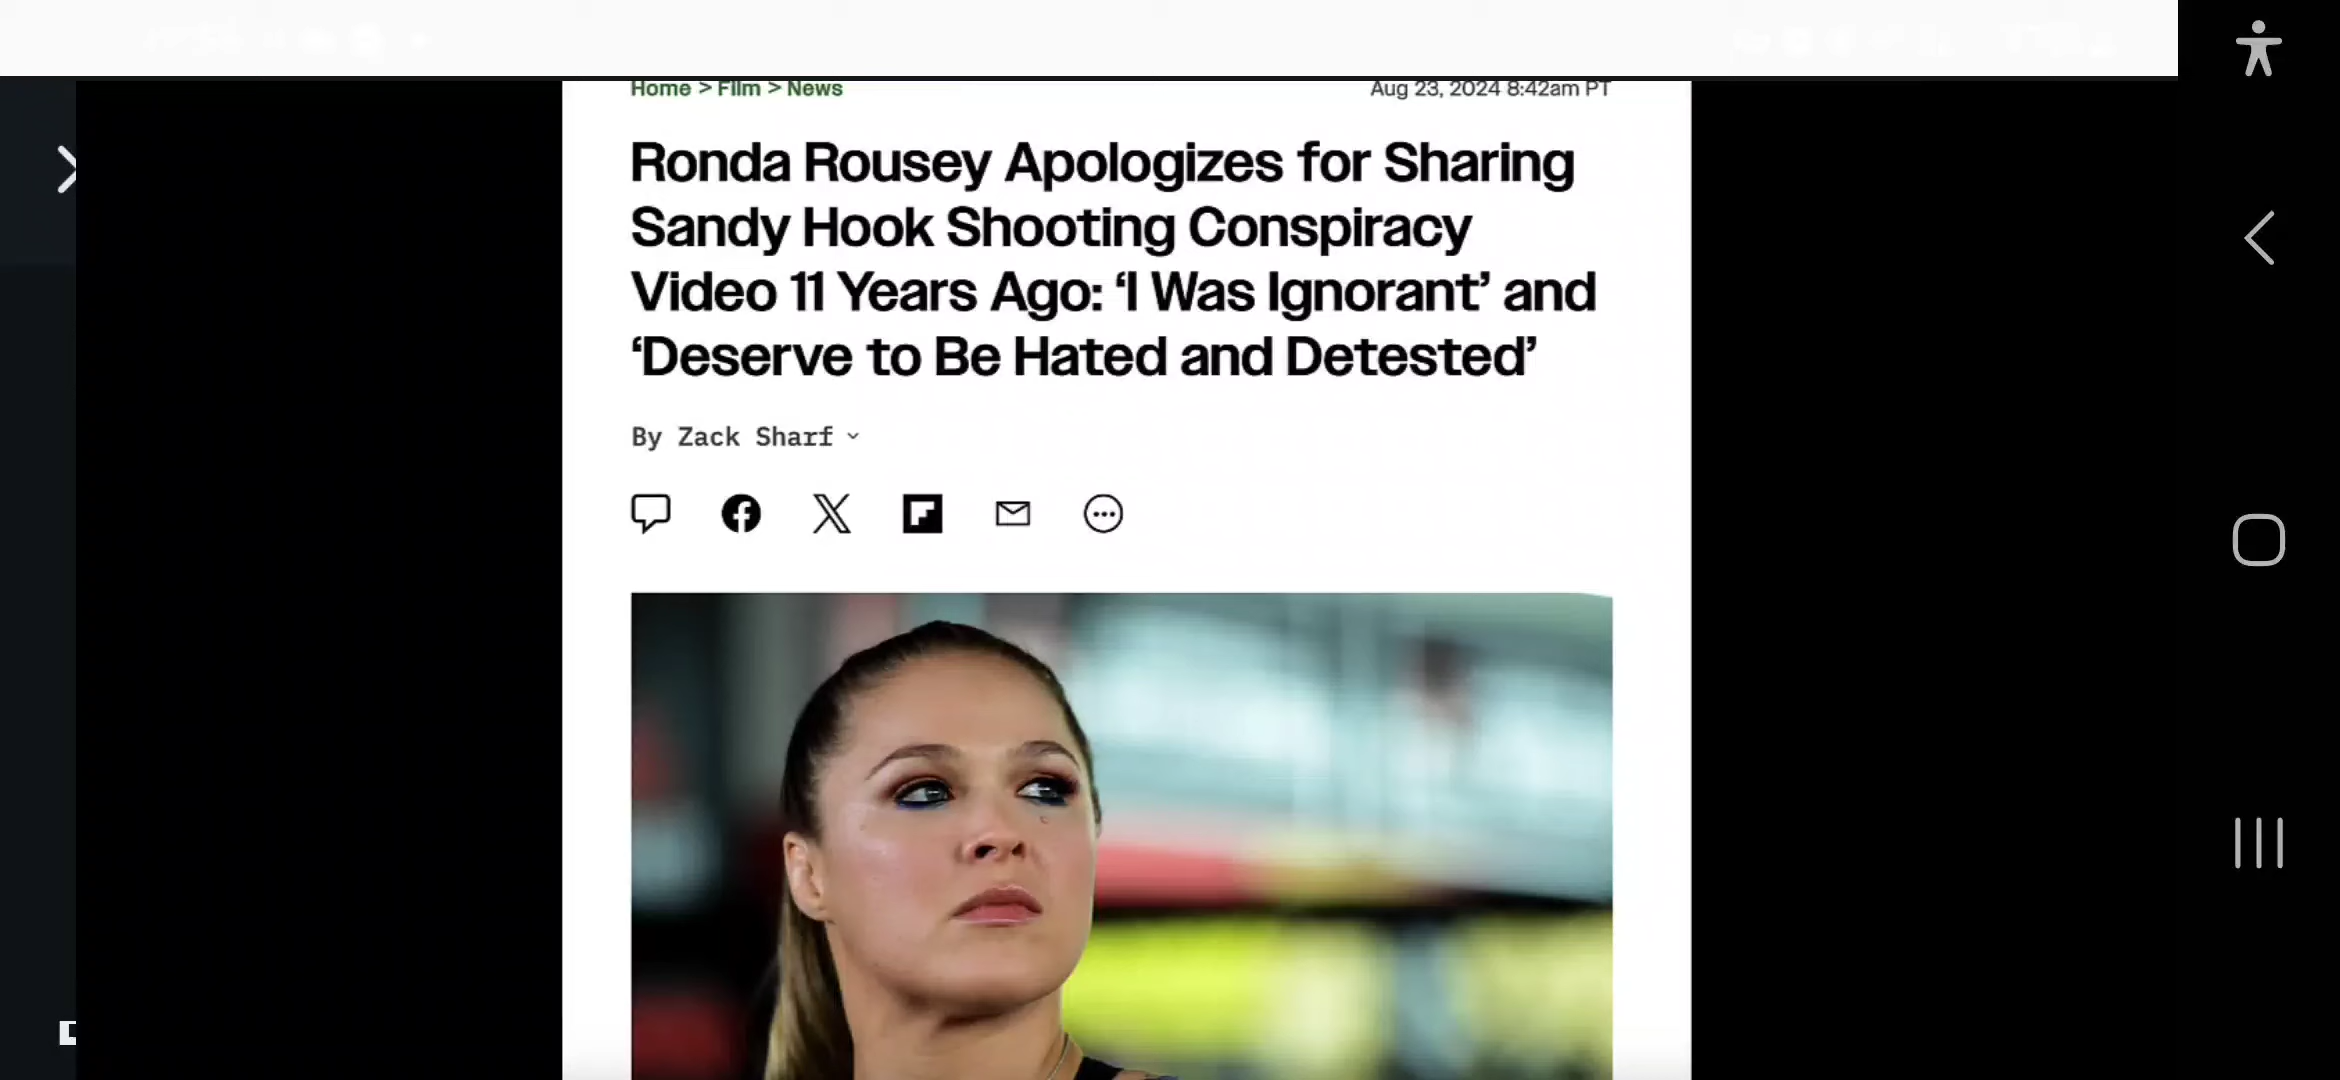 Home > Film > News
Aug 23, 2024 8:42am PT
Ronda Rousey Apologizes for Sharing
Sandy Hook Shooting Conspiracy
Video 11 Years Ago: ‘I Was Ignorant’ and
‘Deserve to Be Hated and Detested’
By Zack Sharf